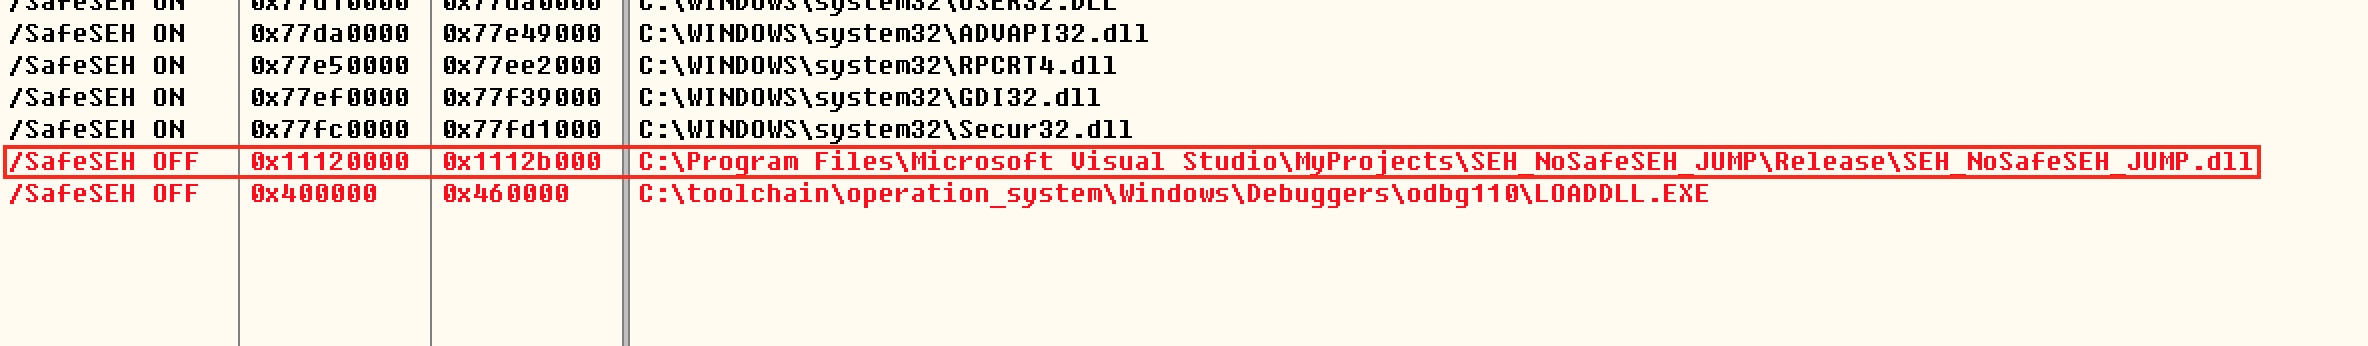 /SafeSEH ON 0x77d10000 0x77da0000 C:\WINDOWS\system32\USER32.DLL
/SafeSEH ON 0x77da0000 0x77e49000 C:\WINDOWS\system32\ADVAPI32.dll
/SafeSEH ON 0x77e50000 0x77ee2000 C:\WINDOWS\system32\RPCRT4.dll
/SafeSEH ON 0x77ef0000 0x77f39000 C:\WINDOWS\system32\GDI32.dll
/SafeSEH ON 0x77fc0000 0x77fd1000 C:\WINDOWS\system32\Secur32.dll
/SafeSEH OFF 0x11120000 0x1112b000 C:\Program Files\Microsoft Visual Studio\MyProjects\SEH_NoSafeSEH_JUMP\Release\SEH_NoSafeSEH_JUMP.dll
/SafeSEH OFF 0x400000 0x460000 C:\toolchain\operation_system\Windows\Debuggers\odbg110\LOADDLL.EXE